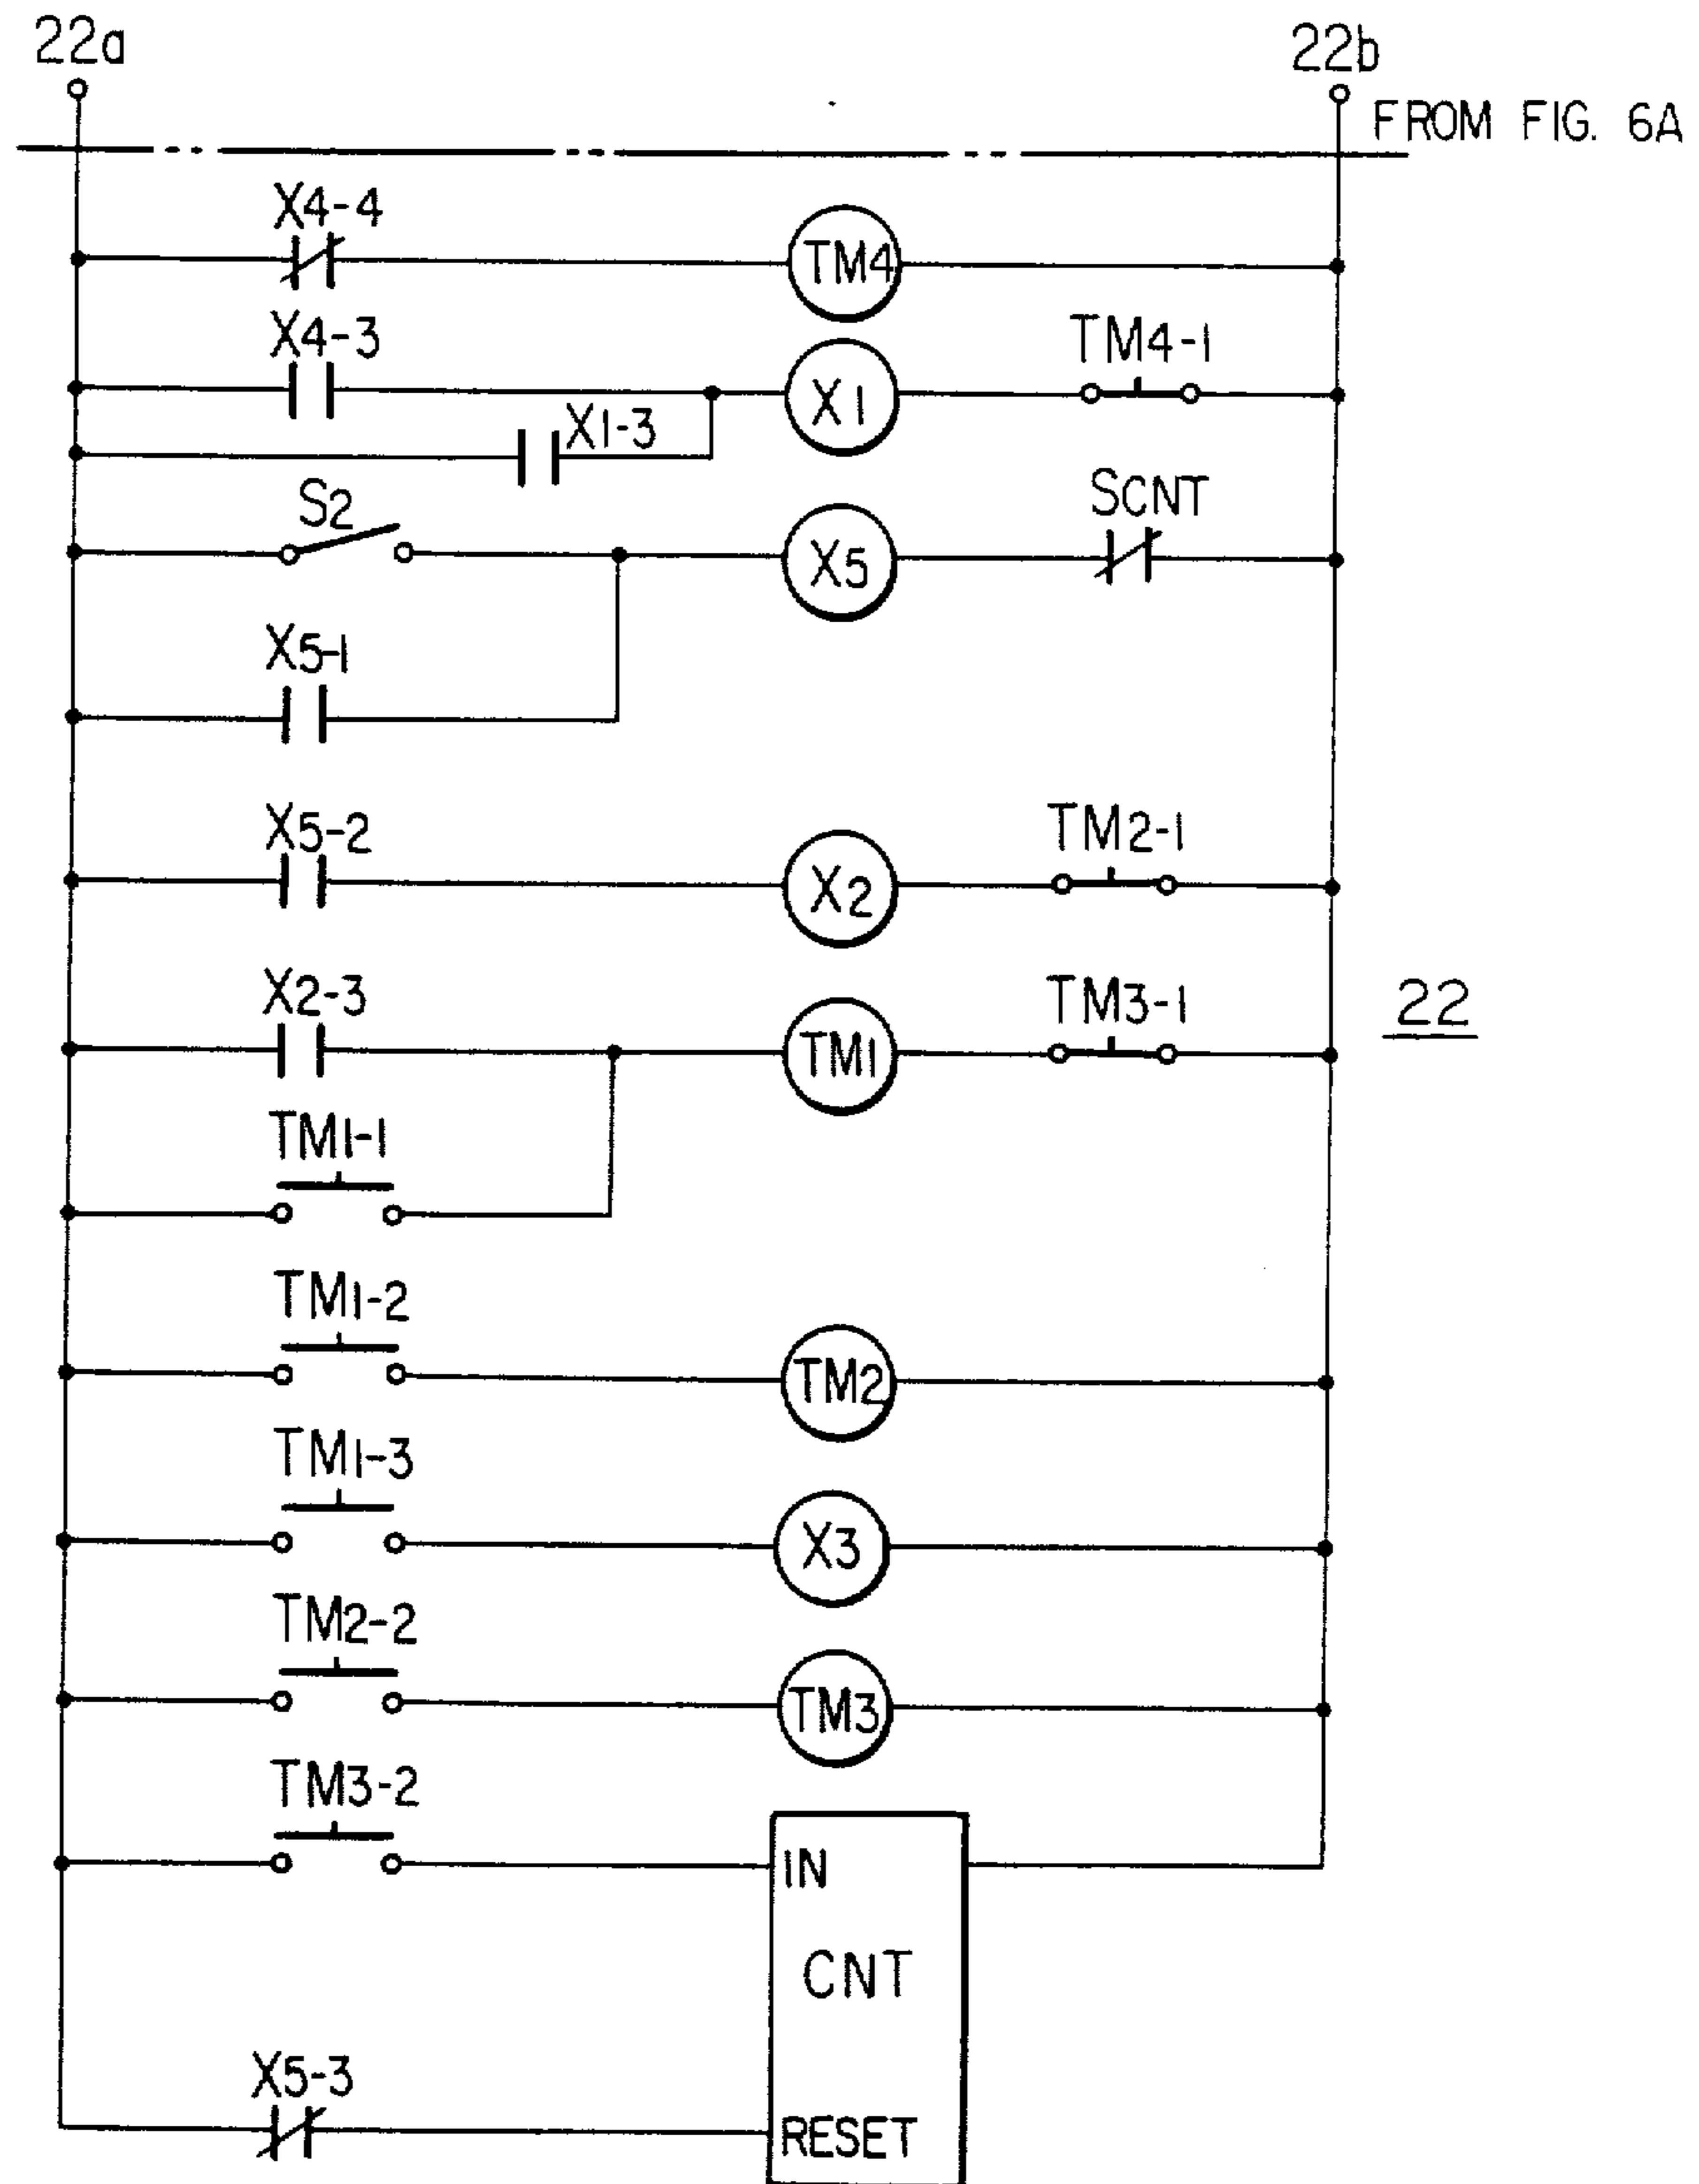 22a
22b
FROM FIG. 6A
X4-4
TM4
X4-3
X1
TM4-1
X1-3
S2
X5
SCNT
X5-1
X5-2
X2
TM2-1
X2-3
TM1
TM3-1
22
TM1-1
TM1-2
TM2
TM1-3
X3
TM2-2
TM3
TM3-2
IN
CNT
X5-3
RESET